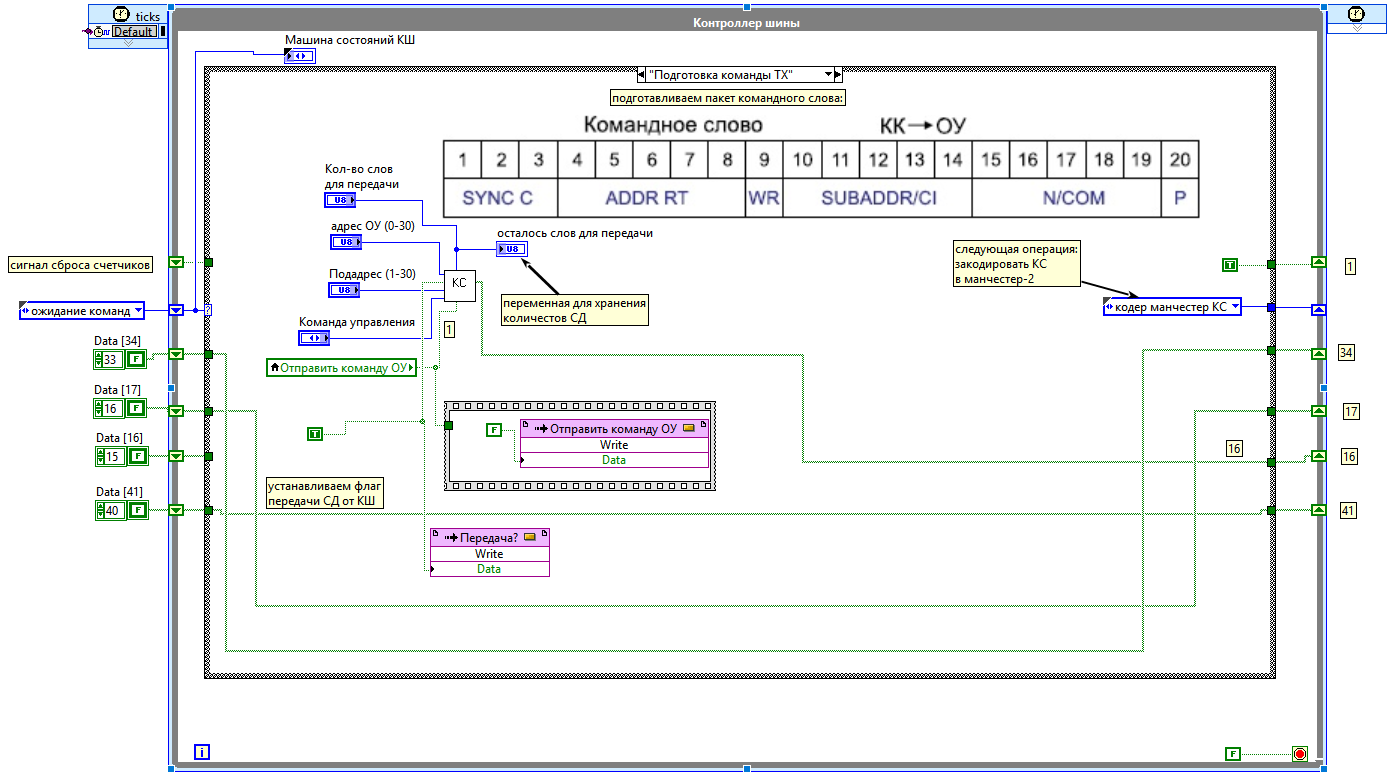 ticks
Default
Контроллер шины
Машина состояний КШ
"Подготовка команды TX"
подготавливаем пакет командного слова:
Командное слово КК→ОУ
1 2 3 4 5 6 7 8 9 10 11 12 13 14 15 16 17 18 19 20
SYNC C ADDR RT WR SUBADDR/CI N/COM P
Кол-во слов
для передачи
U8
адрес ОУ (0-30)
U8
осталось слов для передачи
U8
следующая операция:
закодировать КС
в манчестер-2
сигнал сброса счетчиков
Подадрес (1-30)
U8
КС
T
1
переменная для хранения
количестов СД
ожидание команд
?
кодер манчестер КС
Команда управления
1
Data [34]
33 F
34
Отправить команду ОУ
Data [17]
16 F
17
T
F
Отправить команду ОУ
Write
Data
Data [16]
15 F
16
16
устанавливаем флаг
передачи СД от КШ
Data [41]
40 F
41
Передача?
Write
Data
i
F